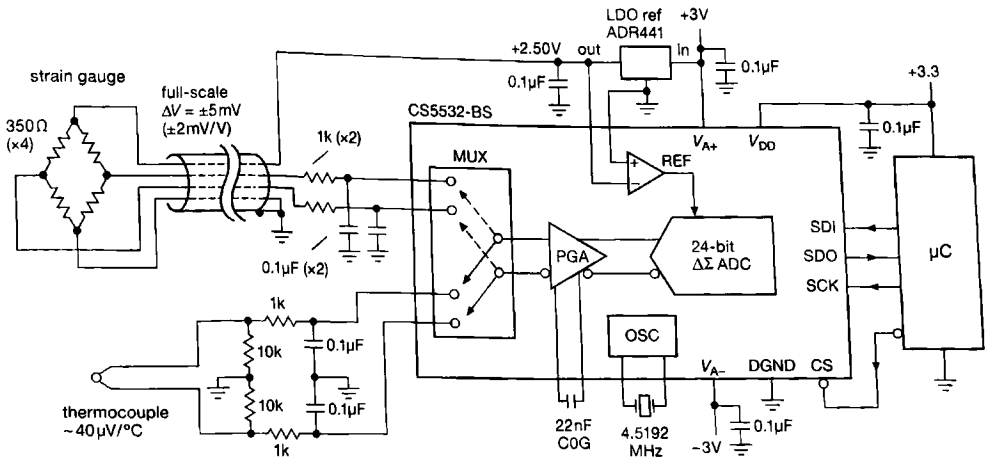 LDO ref
ADR441
+3V
+2.50V
out
in
0.1µF
0.1µF
+3.3
strain gauge
full-scale
ΔV = ±5mV
(±2mV/V)
CS5532-BS
350Ω
(×4)
1k (×2)
MUX
VA+
VDD
0.1µF
REF
+
−
SDI
SDO
SCK
µC
PGA
24-bit
ΔΣ ADC
0.1µF (×2)
1k
10k
0.1µF
10k
0.1µF
1k
thermocouple
~40µV/°C
OSC
VA−
DGND
CS
22nF
C0G
4.5192
MHz
0.1µF
−3V